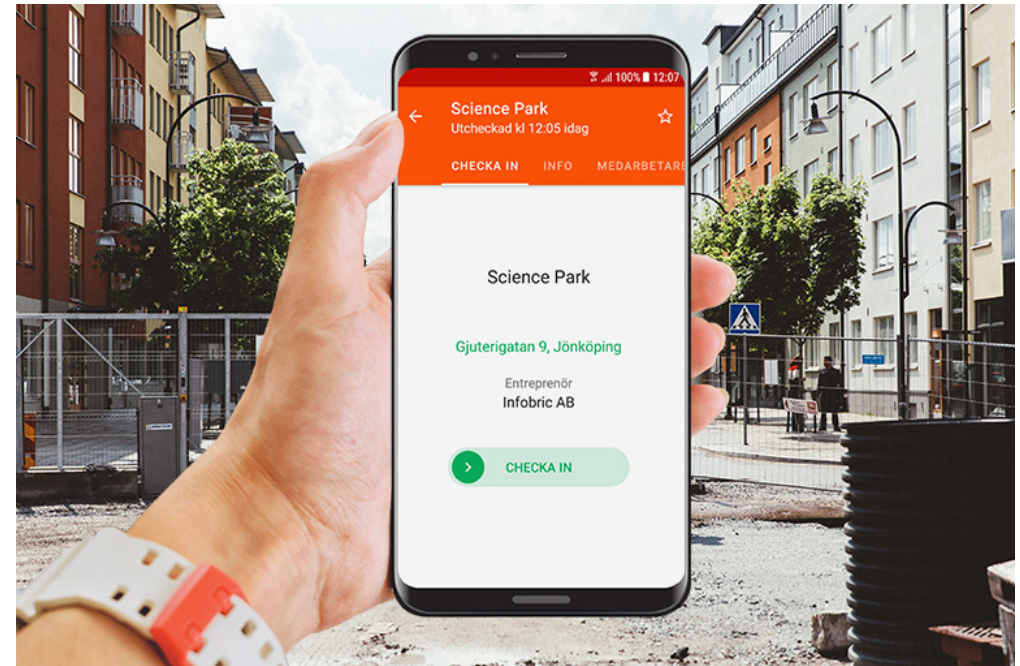 100% 12:07
Science Park
Utcheckad kl 12:05 idag
CHECKA IN INFO MEDARBETARE
Science Park
Gjuterigatan 9, Jönköping
Entreprenör
Infobric AB
CHECKA IN